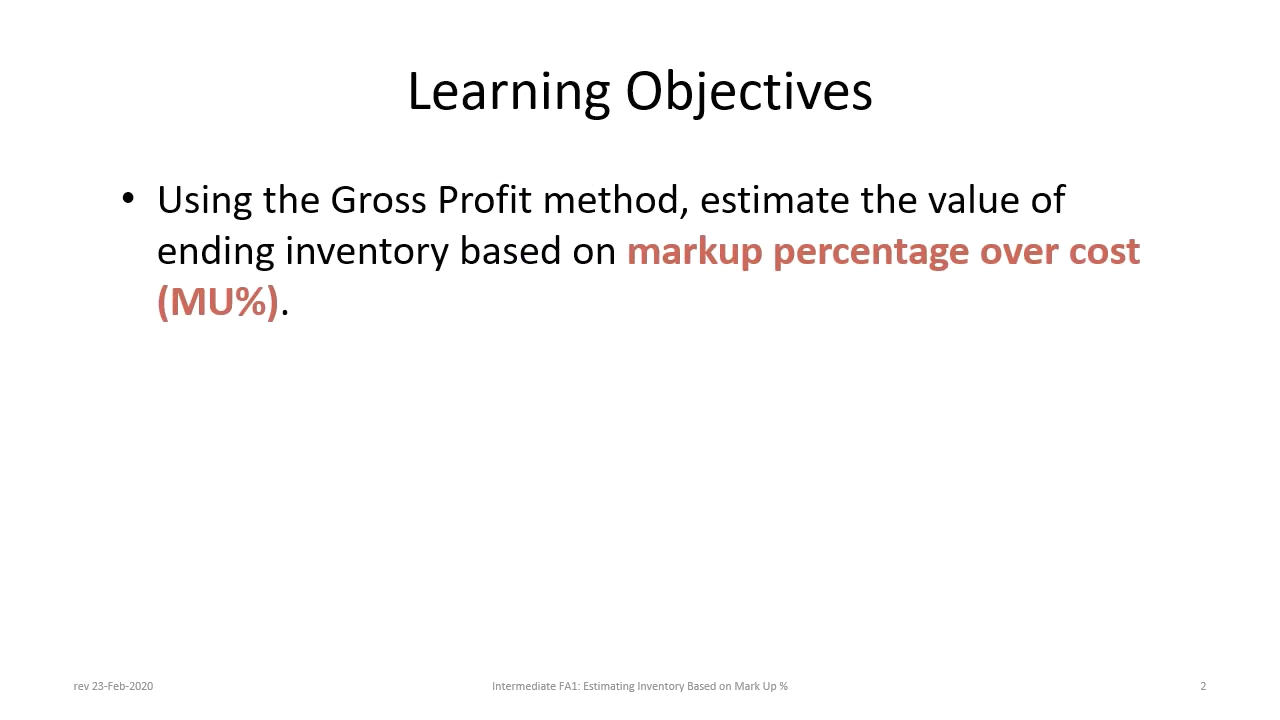 Learning Objectives
• Using the Gross Profit method, estimate the value of
ending inventory based on markup percentage over cost
(MU%).
rev 23-Feb-2020
Intermediate FA1: Estimating Inventory Based on Mark Up %
2